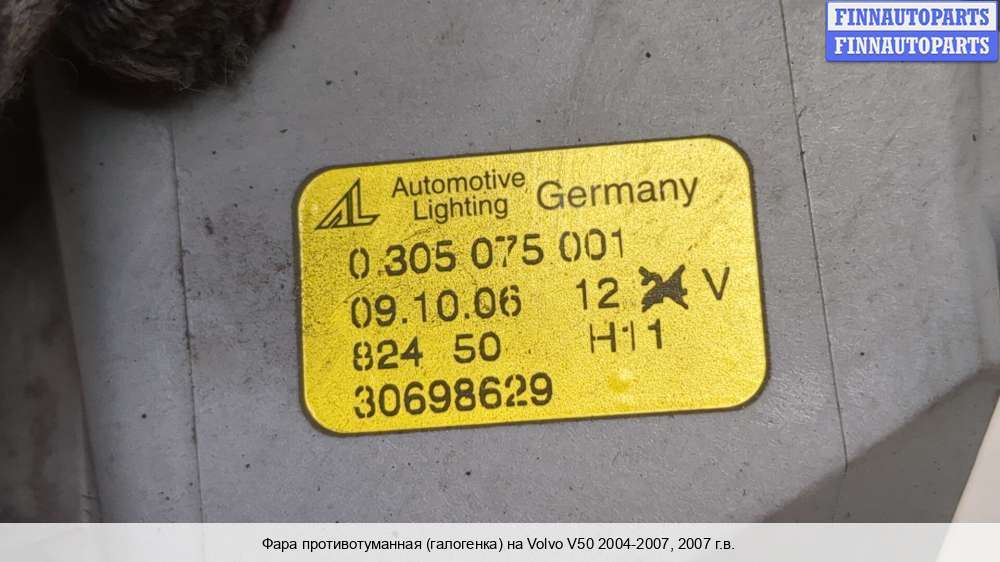 FINNAUTOPARTS
FINNAUTOPARTS
AL Automotive Lighting Germany
0.305 075 001
09.10.06 12 V
824 50 H11
30698629
Фара противотуманная (галогенка) на Volvo V50 2004-2007, 2007 г.в.